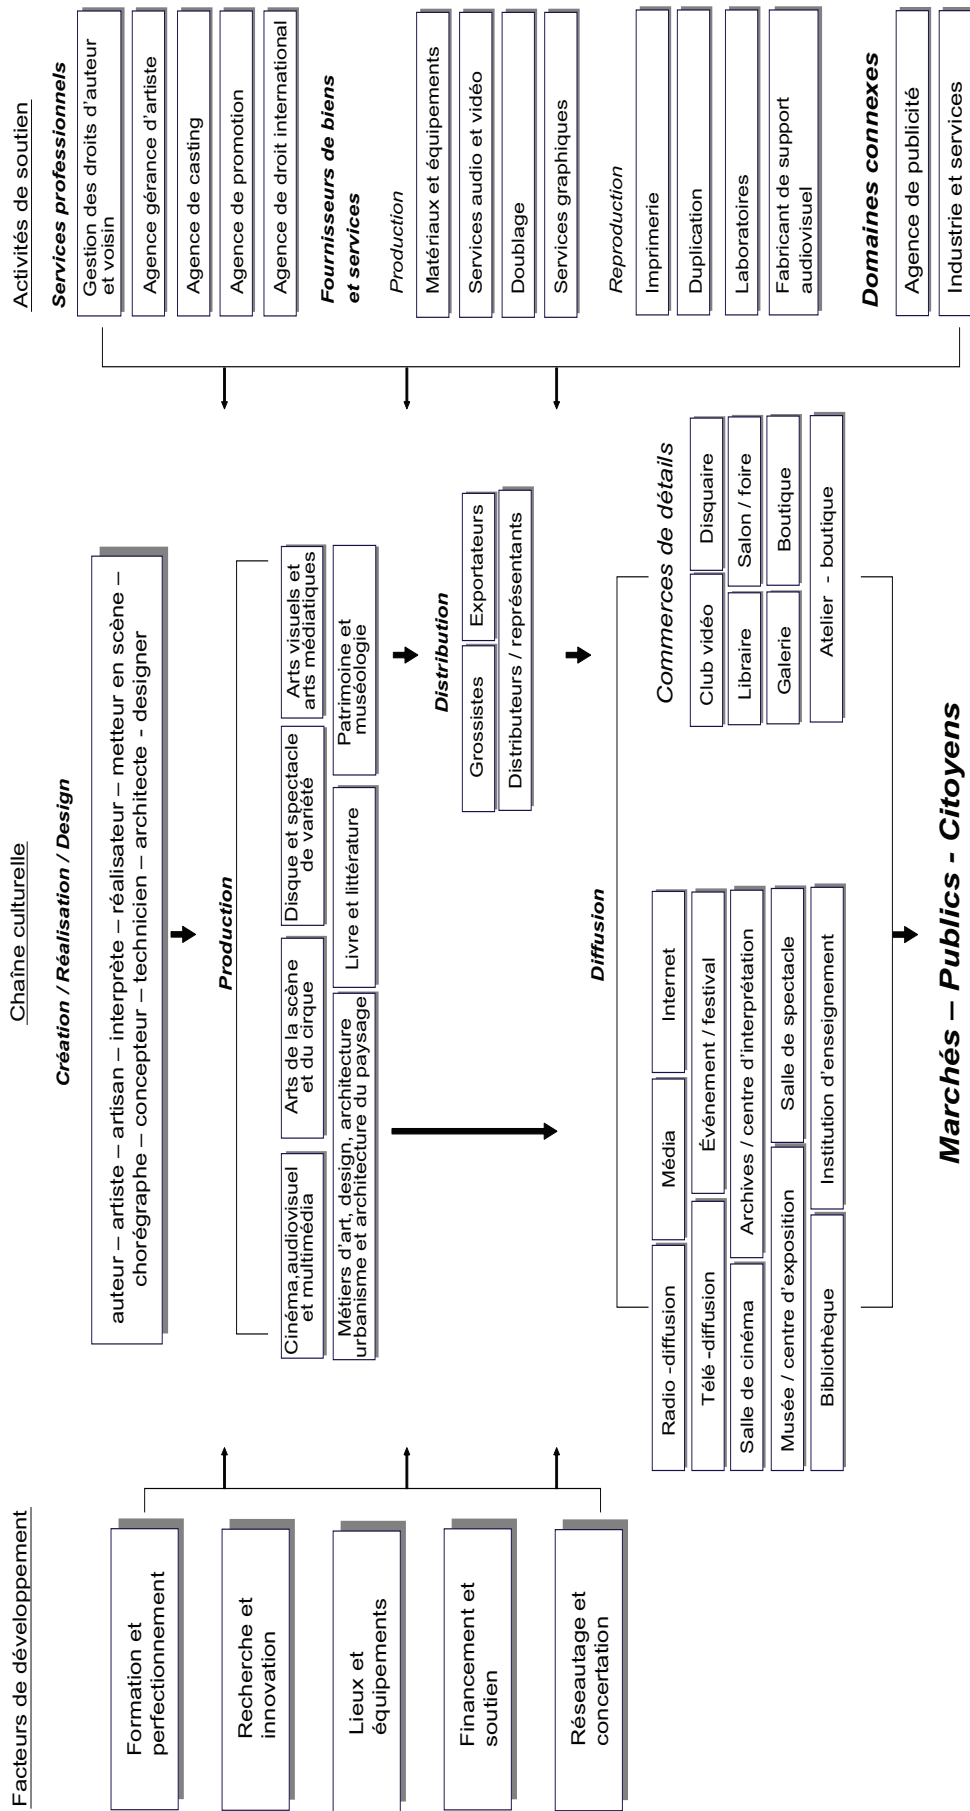 Facteurs de développement
Formation et
perfectionnement
Recherche et
innovation
Lieux et
équipements
Financement et
soutien
Réseautage et
concertation
Chaîne culturelle
Création / Réalisation / Design
auteur – artiste – artisan – interprète – réalisateur – metteur en scène –
chorégraphe – concepteur – technicien – architecte - designer
Production
Cinéma,audiovisuel
et multimédia
Arts de la scène
et du cirque
Disque et spectacle
de variété
Arts visuels et
arts médiatiques
Métiers d'art, design, architecture
urbanisme et architecture du paysage
Livre et littérature
Patrimoine et
muséologie
Distribution
Grossistes
Exportateurs
Distributeurs / représentants
Diffusion
Radio -diffusion
Média
Internet
Télé -diffusion
Événement / festival
Salle de cinéma
Archives / centre d'interprétation
Musée / centre d'exposition
Salle de spectacle
Bibliothèque
Institution d'enseignement
Commerces de détails
Club vidéo
Disquaire
Libraire
Salon / foire
Galerie
Boutique
Atelier - boutique
Marchés – Publics - Citoyens
Activités de soutien
Services professionnels
Gestion des droits d'auteur
et voisin
Agence gérance d'artiste
Agence de casting
Agence de promotion
Agence de droit international
Fournisseurs de biens
et services
Production
Matériaux et équipements
Services audio et vidéo
Doublage
Services graphiques
Reproduction
Imprimerie
Duplication
Laboratoires
Fabricant de support
audiovisuel
Domaines connexes
Agence de publicité
Industrie et services